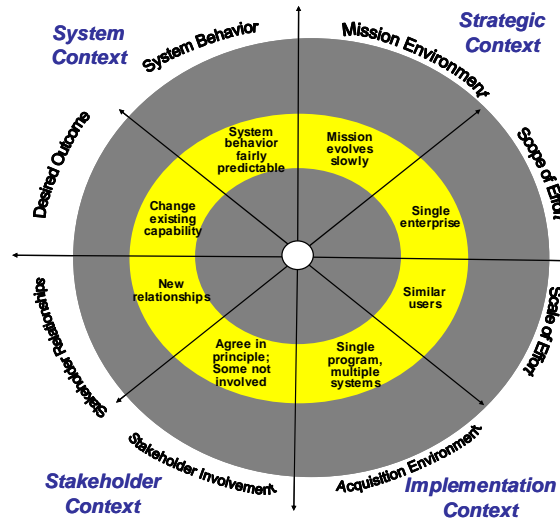 System
Context
Strategic
Context
System Behavior
Mission Environment
Desired Outcome
Scope of Effort
System
behavior
fairly
predictable
Mission
evolves
slowly
Change
existing
capability
Single
enterprise
New
relationships
Similar
users
Agree in
principle;
Some not
involved
Single
program,
multiple
systems
Stakeholder Relationships
Scale of Effort
Stakeholder Involvement
Acquisition Environment
Stakeholder
Context
Implementation
Context